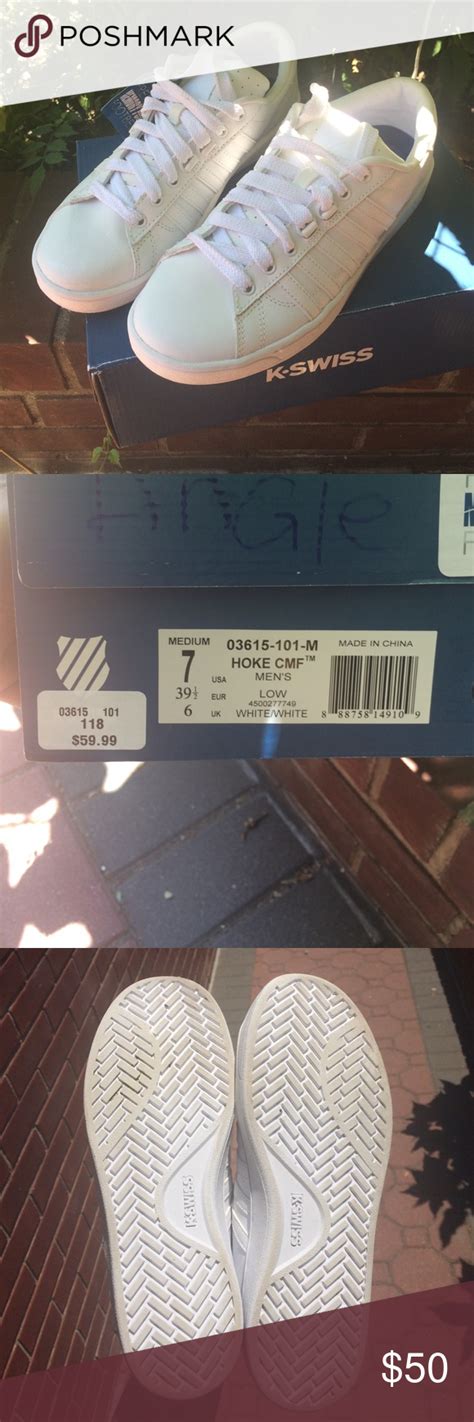 POSHMARK
K·SWISS
Angle
MEDIUM 03615-101-M MADE IN CHINA
7 USA HOKE CMF™
MEN'S
39½ EUR LOW
4500277749
6 UK WHITE/WHITE 8 88758 14910 9
03615 101
118
$59.99
K·SWISS
K·SWISS
$50